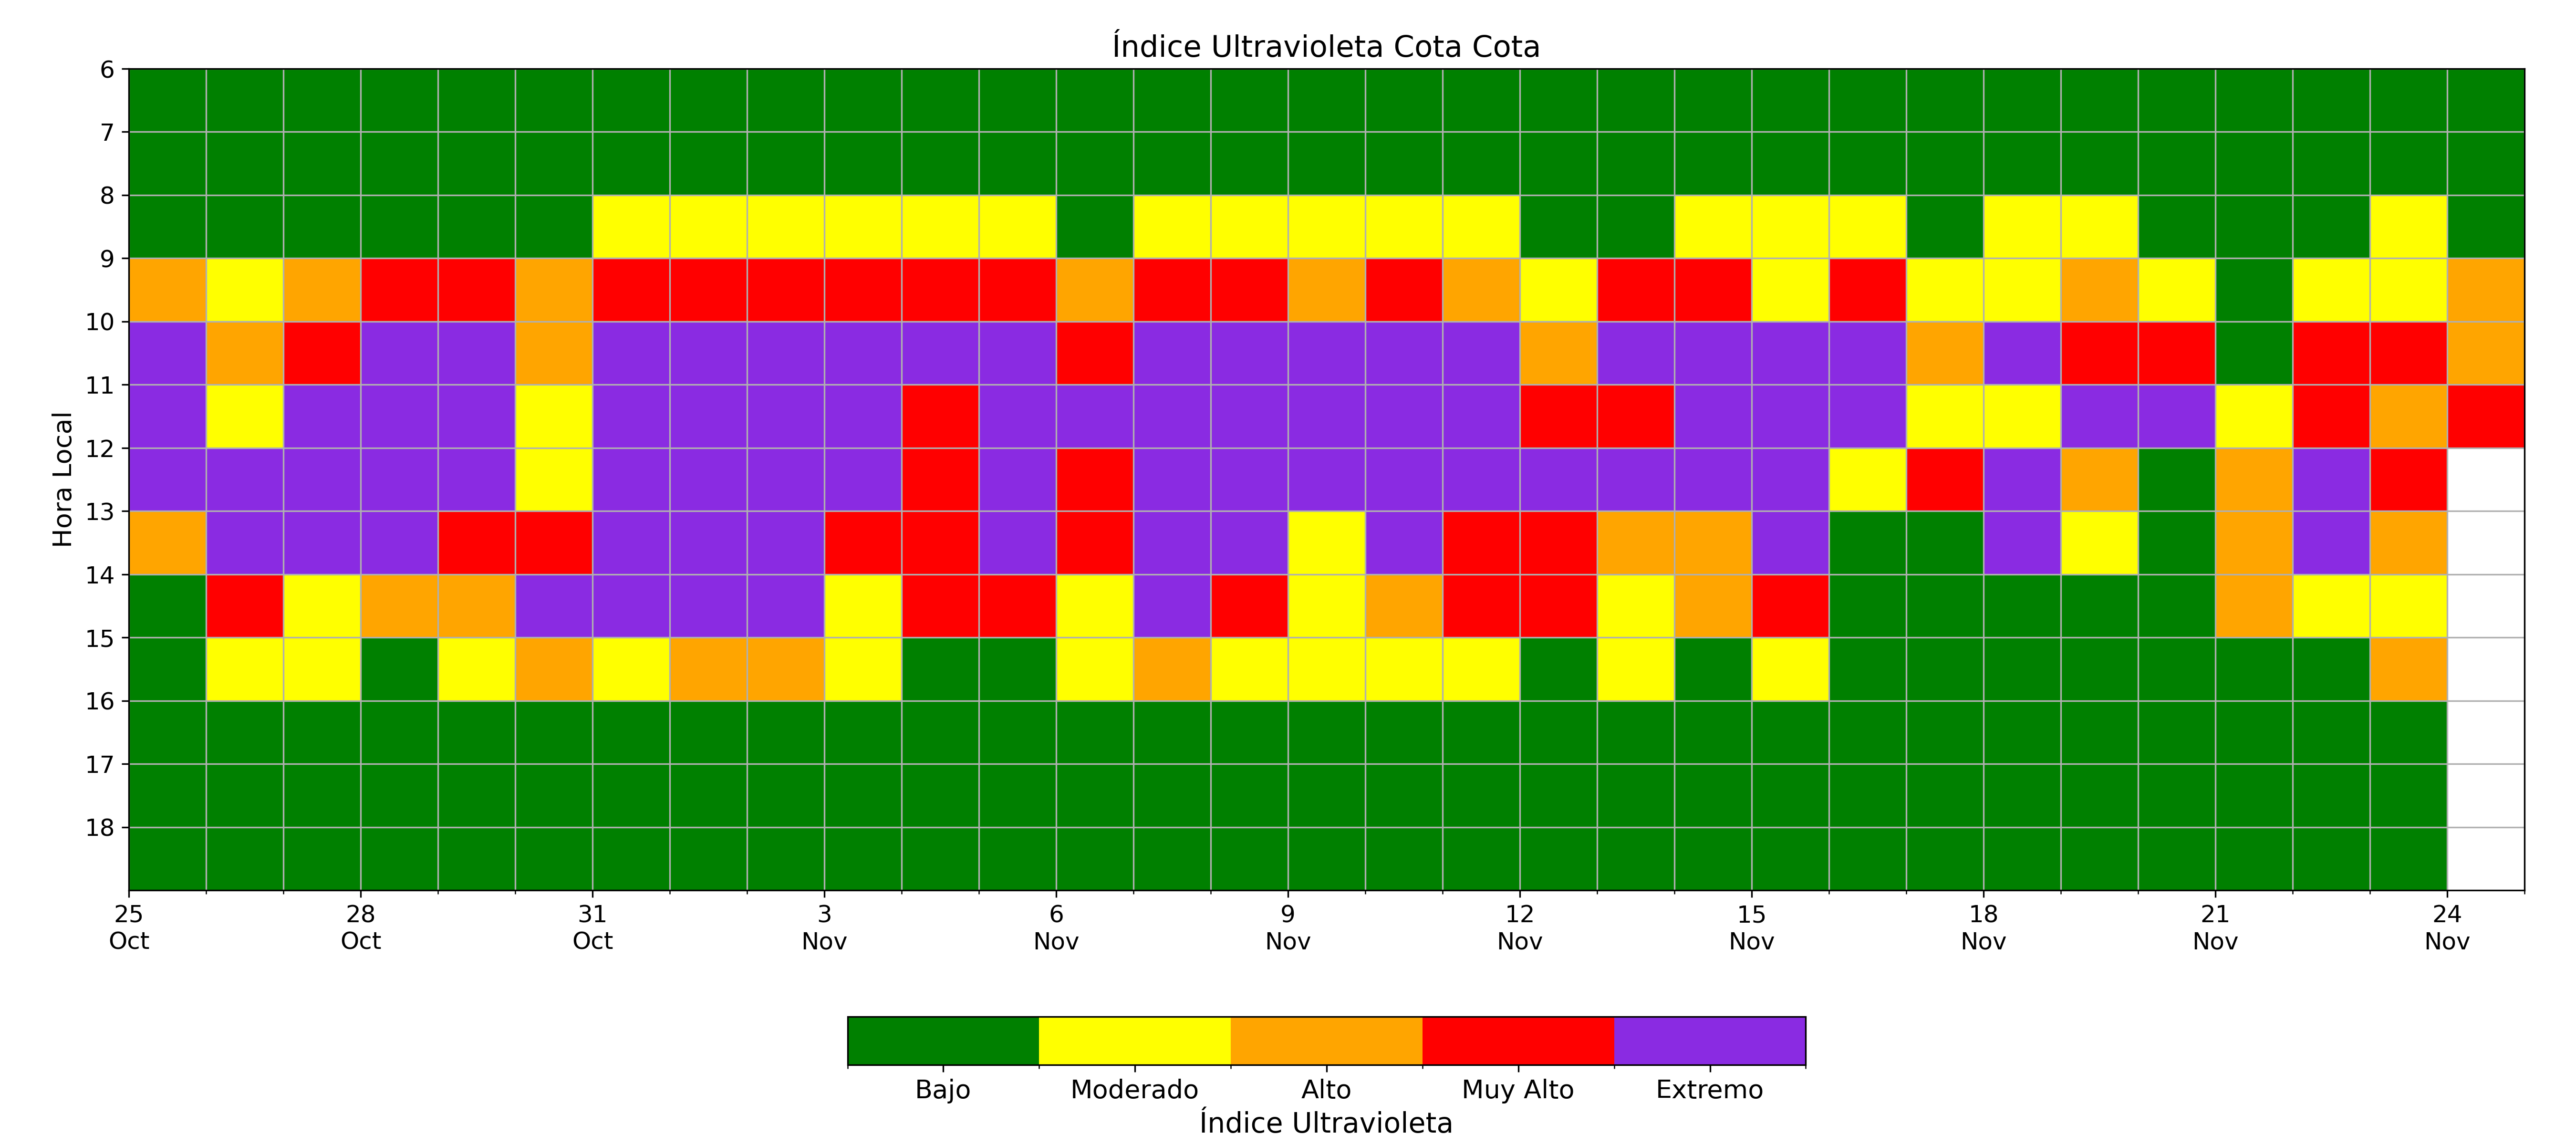 Índice Ultravioleta Cota Cota
Hora Local
6
7
8
9
10
11
12
13
14
15
16
17
18
25 28 31 3 6 9 12 15 18 21 24
Oct Oct Oct Nov Nov Nov Nov Nov Nov Nov Nov
Bajo Moderado Alto Muy Alto Extremo
Índice Ultravioleta